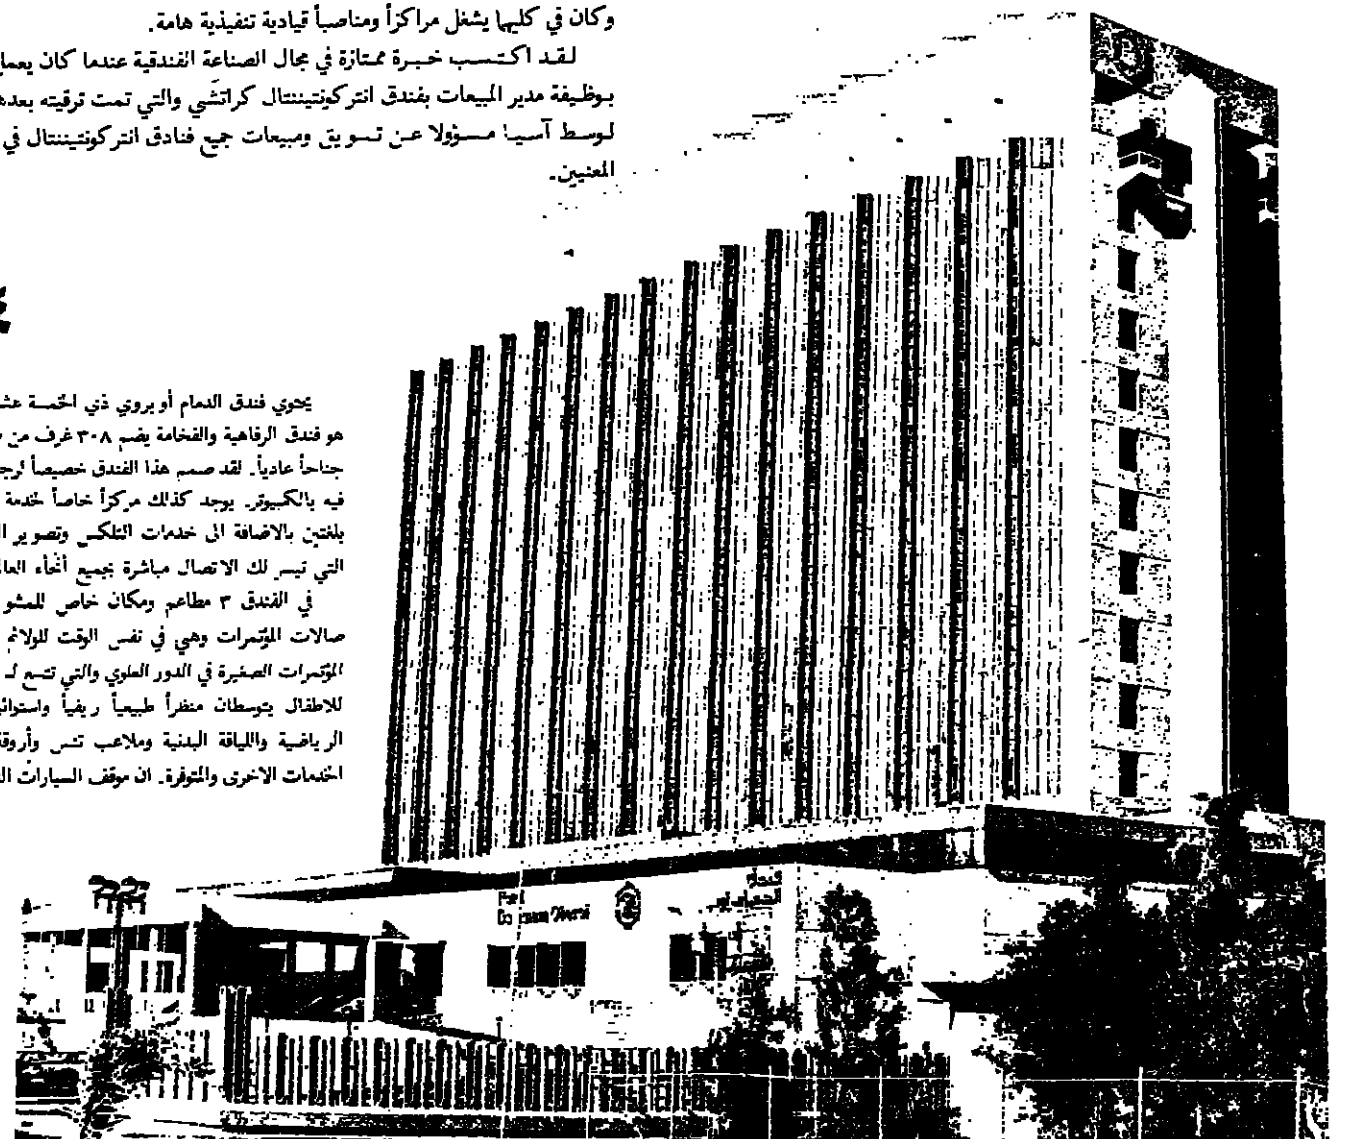 وكان في كليهما يشغل مراكزاً ومناصباً قيادية تنفيذية هامة.
لقد اكتسب خبرة ممتازة في مجال الصناعة الفندقية عندما كان يعمل
بوظيفة مدير المبيعات بفندق انتركونتيننتال كراتشي والتي تمت ترقيته بعدها
لوسط آسيا مسؤولا عن تسويق ومبيعات جميع فنادق انتركونتيننتال في
المعنيين.
يحوي فندق الدمام أوبروي ذي الخمسة
هو فندق الرفاهية والفخامة يضم ٣٠٨ غرف من
جناحاً عادياً. لقد صمم هذا الفندق خصيصاً
فيه بالكمبيوتر. يوجد كذلك مركزاً خاصاً لخدمة
بلغتين بالاضافة الى خدمات التلكس وتصوير
التي تيسر لك الاتصال مباشرة بجميع أنحاء
في الفندق ٣ مطاعم ومكان خاص للمشو
صالات المؤتمرات وهي في نفس الوقت للولائم
المؤتمرات الصغيرة في الدور العلوي والتي تتسع لـ
للاطفال يتوسطان منظراً طبيعياً ريفياً
الرياضية واللياقة البدنية وملاعب تنس
الخدمات الاخرى والمتوفرة. ان موقف السيارات
فندق